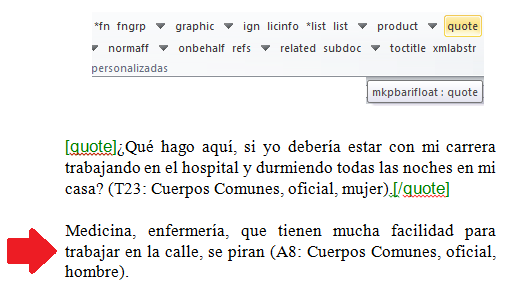 *fn fngrp graphic ign licinfo *list list product quote
normaff onbehalf refs related subdoc toctitle xmlabstr
personalizadas
mkpbarifloat : quote
[quote]¿Qué hago aquí, si yo debería estar con mi carrera
trabajando en el hospital y durmiendo todas las noches en mi
casa? (T23: Cuerpos Comunes, oficial, mujer).[/quote]
Medicina, enfermería, que tienen mucha facilidad para
trabajar en la calle, se piran (A8: Cuerpos Comunes, oficial,
hombre).